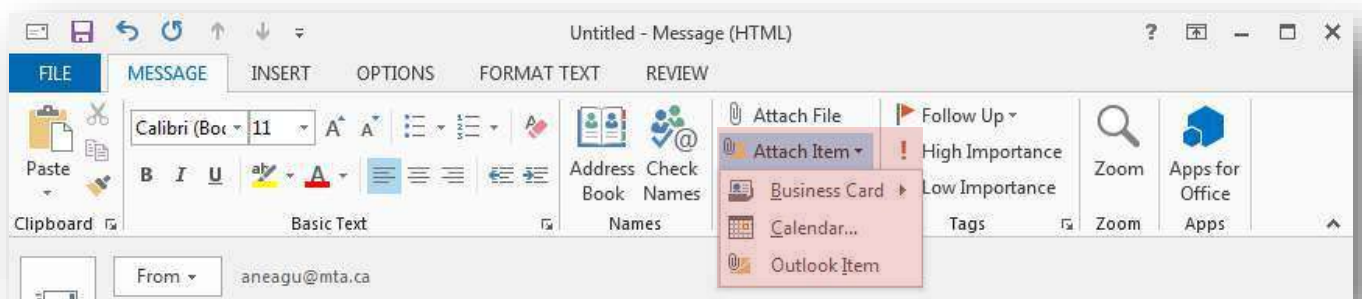 Untitled - Message (HTML)
?
FILE MESSAGE INSERT OPTIONS FORMAT TEXT REVIEW
Paste
Clipboard
Calibri (Boc 11 A A
B I U aby A
Basic Text
Address Book
Check Names
Names
Attach File
Attach Item
Business Card
Calendar...
Outlook Item
Follow Up
High Importance
Low Importance
Tags
Zoom
Zoom
Apps for Office
Apps
From aneagu@mta.ca